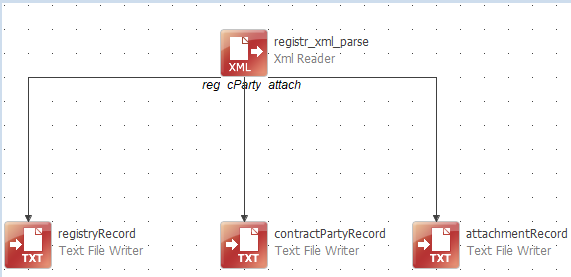 registr_xml_parse
Xml Reader
XML
reg cParty attach
registryRecord
Text File Writer
TXT
contractPartyRecord
Text File Writer
TXT
attachmentRecord
Text File Writer
TXT